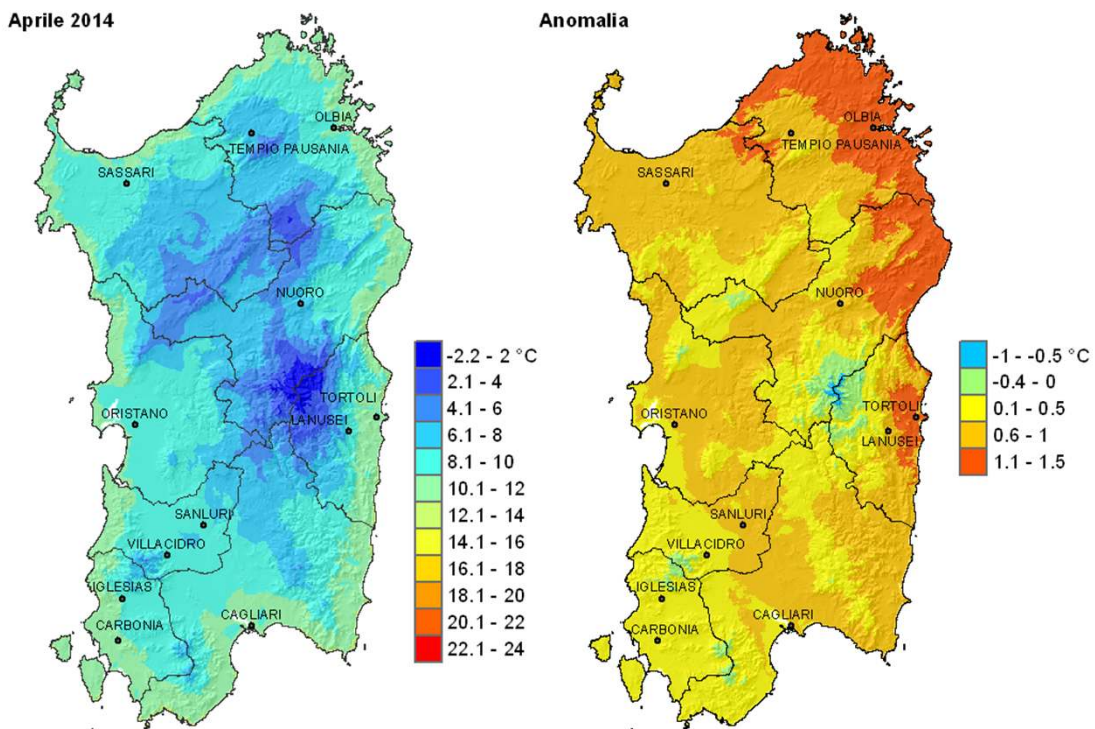 Aprile 2014
OLBIA
TEMPIO PAUSANIA
SASSARI
NUORO
TORTOLI
ORISTANO
LANUSEI
SANLURI
VILLACIDRO
IGLESIAS
CAGLIARI
CARBONIA
-2.2 - 2 °C
2.1 - 4
4.1 - 6
6.1 - 8
8.1 - 10
10.1 - 12
12.1 - 14
14.1 - 16
16.1 - 18
18.1 - 20
20.1 - 22
22.1 - 24
Anomalia
OLBIA
TEMPIO PAUSANIA
SASSARI
NUORO
TORTOLI
ORISTANO
LANUSEI
SANLURI
VILLACIDRO
IGLESIAS
CAGLIARI
CARBONIA
-1 - -0.5 °C
-0.4 - 0
0.1 - 0.5
0.6 - 1
1.1 - 1.5